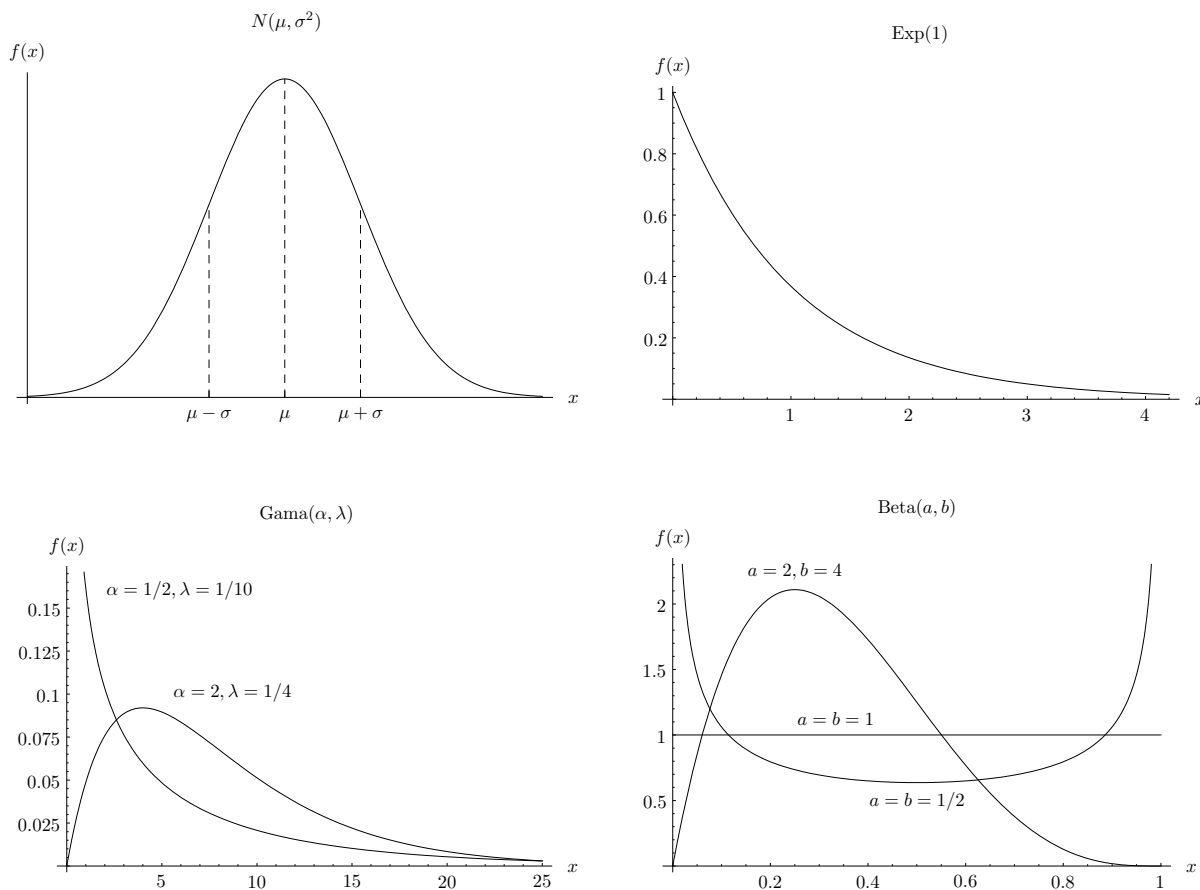 N(μ, σ²)
f(x)
μ − σ
μ
μ + σ
x
Exp(1)
f(x)
1
0.8
0.6
0.4
0.2
1
2
3
4
x
Gama(α, λ)
f(x)
α = 1/2, λ = 1/10
0.15
0.125
0.1
α = 2, λ = 1/4
0.075
0.05
0.025
5
10
15
20
25
x
Beta(a, b)
f(x)
a = 2, b = 4
2
1.5
a = b = 1
1
a = b = 1/2
0.5
0.2
0.4
0.6
0.8
1
x